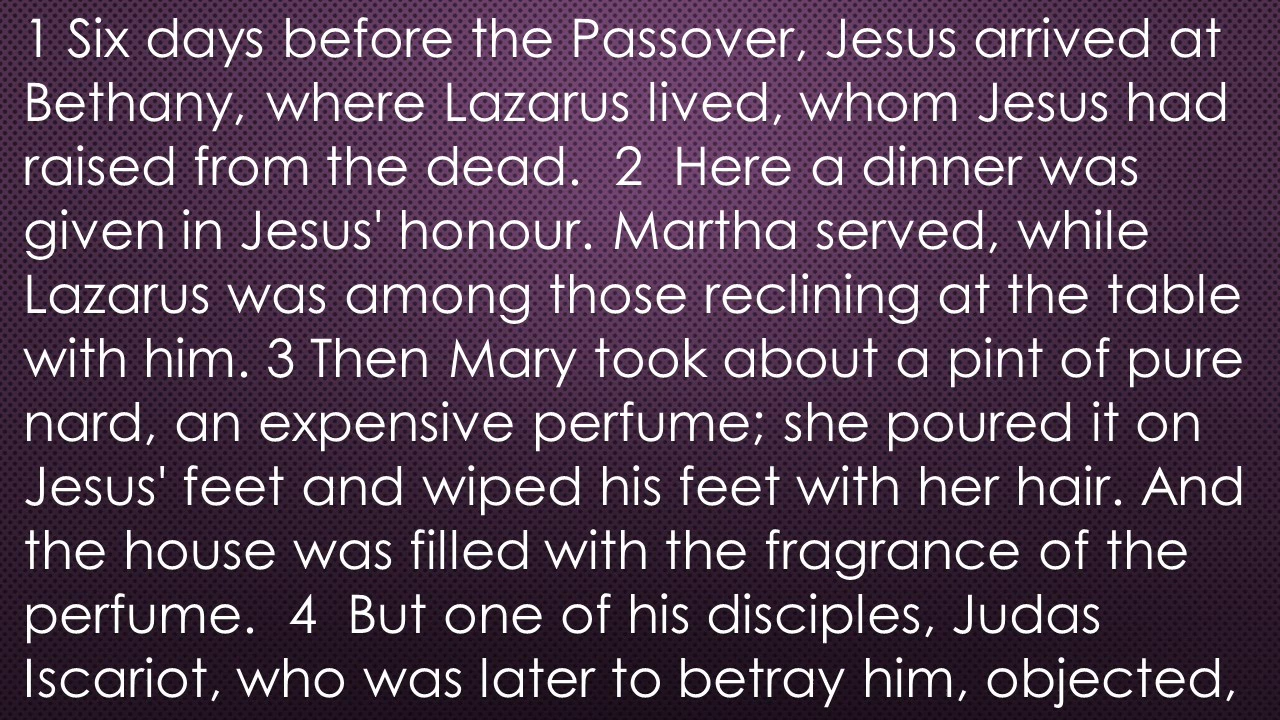 1 Six days before the Passover, Jesus arrived at
Bethany, where Lazarus lived, whom Jesus had
raised from the dead.  2  Here a dinner was
given in Jesus' honour. Martha served, while
Lazarus was among those reclining at the table
with him. 3 Then Mary took about a pint of pure
nard, an expensive perfume; she poured it on
Jesus' feet and wiped his feet with her hair. And
the house was filled with the fragrance of the
perfume.  4  But one of his disciples, Judas
Iscariot, who was later to betray him, objected,